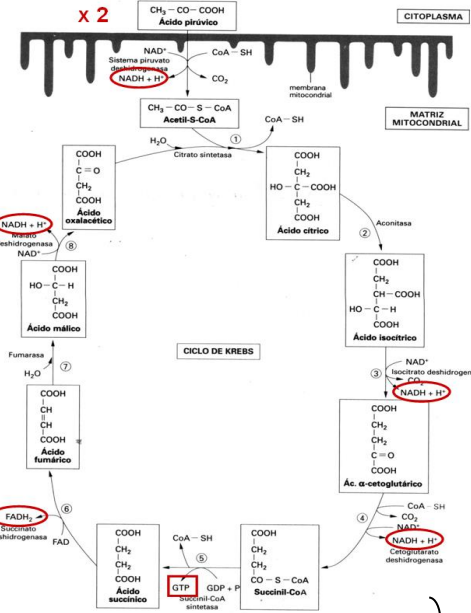 x 2
CH₃ – CO – COOH
Ácido pirúvico
CITOPLASMA
NAD⁺
CoA – SH
Sistema piruvato
deshidrogenasa
NADH + H⁺
CO₂
membrana
mitocondrial
CH₃ – CO – S – CoA
Acetil-S-CoA
MATRIZ
MITOCONDRIAL
H₂O
CoA – SH
①
Citrato sintetasa
COOH
C = O
CH₂
COOH
Ácido
oxalacético
COOH
CH₂
HO – C – COOH
CH₂
COOH
Ácido cítrico
Aconitasa
②
NADH + H⁺
Malato
deshidrogenasa
NAD⁺
⑧
COOH
HO – C – H
CH₂
COOH
Ácido málico
COOH
CH₂
CH – COOH
HO – C – H
COOH
Ácido isocítrico
CICLO DE KREBS
Fumarasa
H₂O
⑦
③
NAD⁺
Isocitrato deshidrogen
CO₂
NADH + H⁺
COOH
CH
CH
COOH
Ácido
fumárico
COOH
CH₂
CH₂
C = O
COOH
Ác. α-cetoglutárico
④
CoA – SH
CO₂
NAD⁺
NADH + H⁺
Cetoglutarato
deshidrogenasa
FADH₂
⑥
Succinato
shidrogenasa
FAD
COOH
CH₂
CH₂
COOH
Ácido
succínico
CoA – SH
⑤
GTP
GDP + P
Succinil-CoA
sintetasa
COOH
CH₂
CH₂
CO – S – CoA
Succinil-CoA